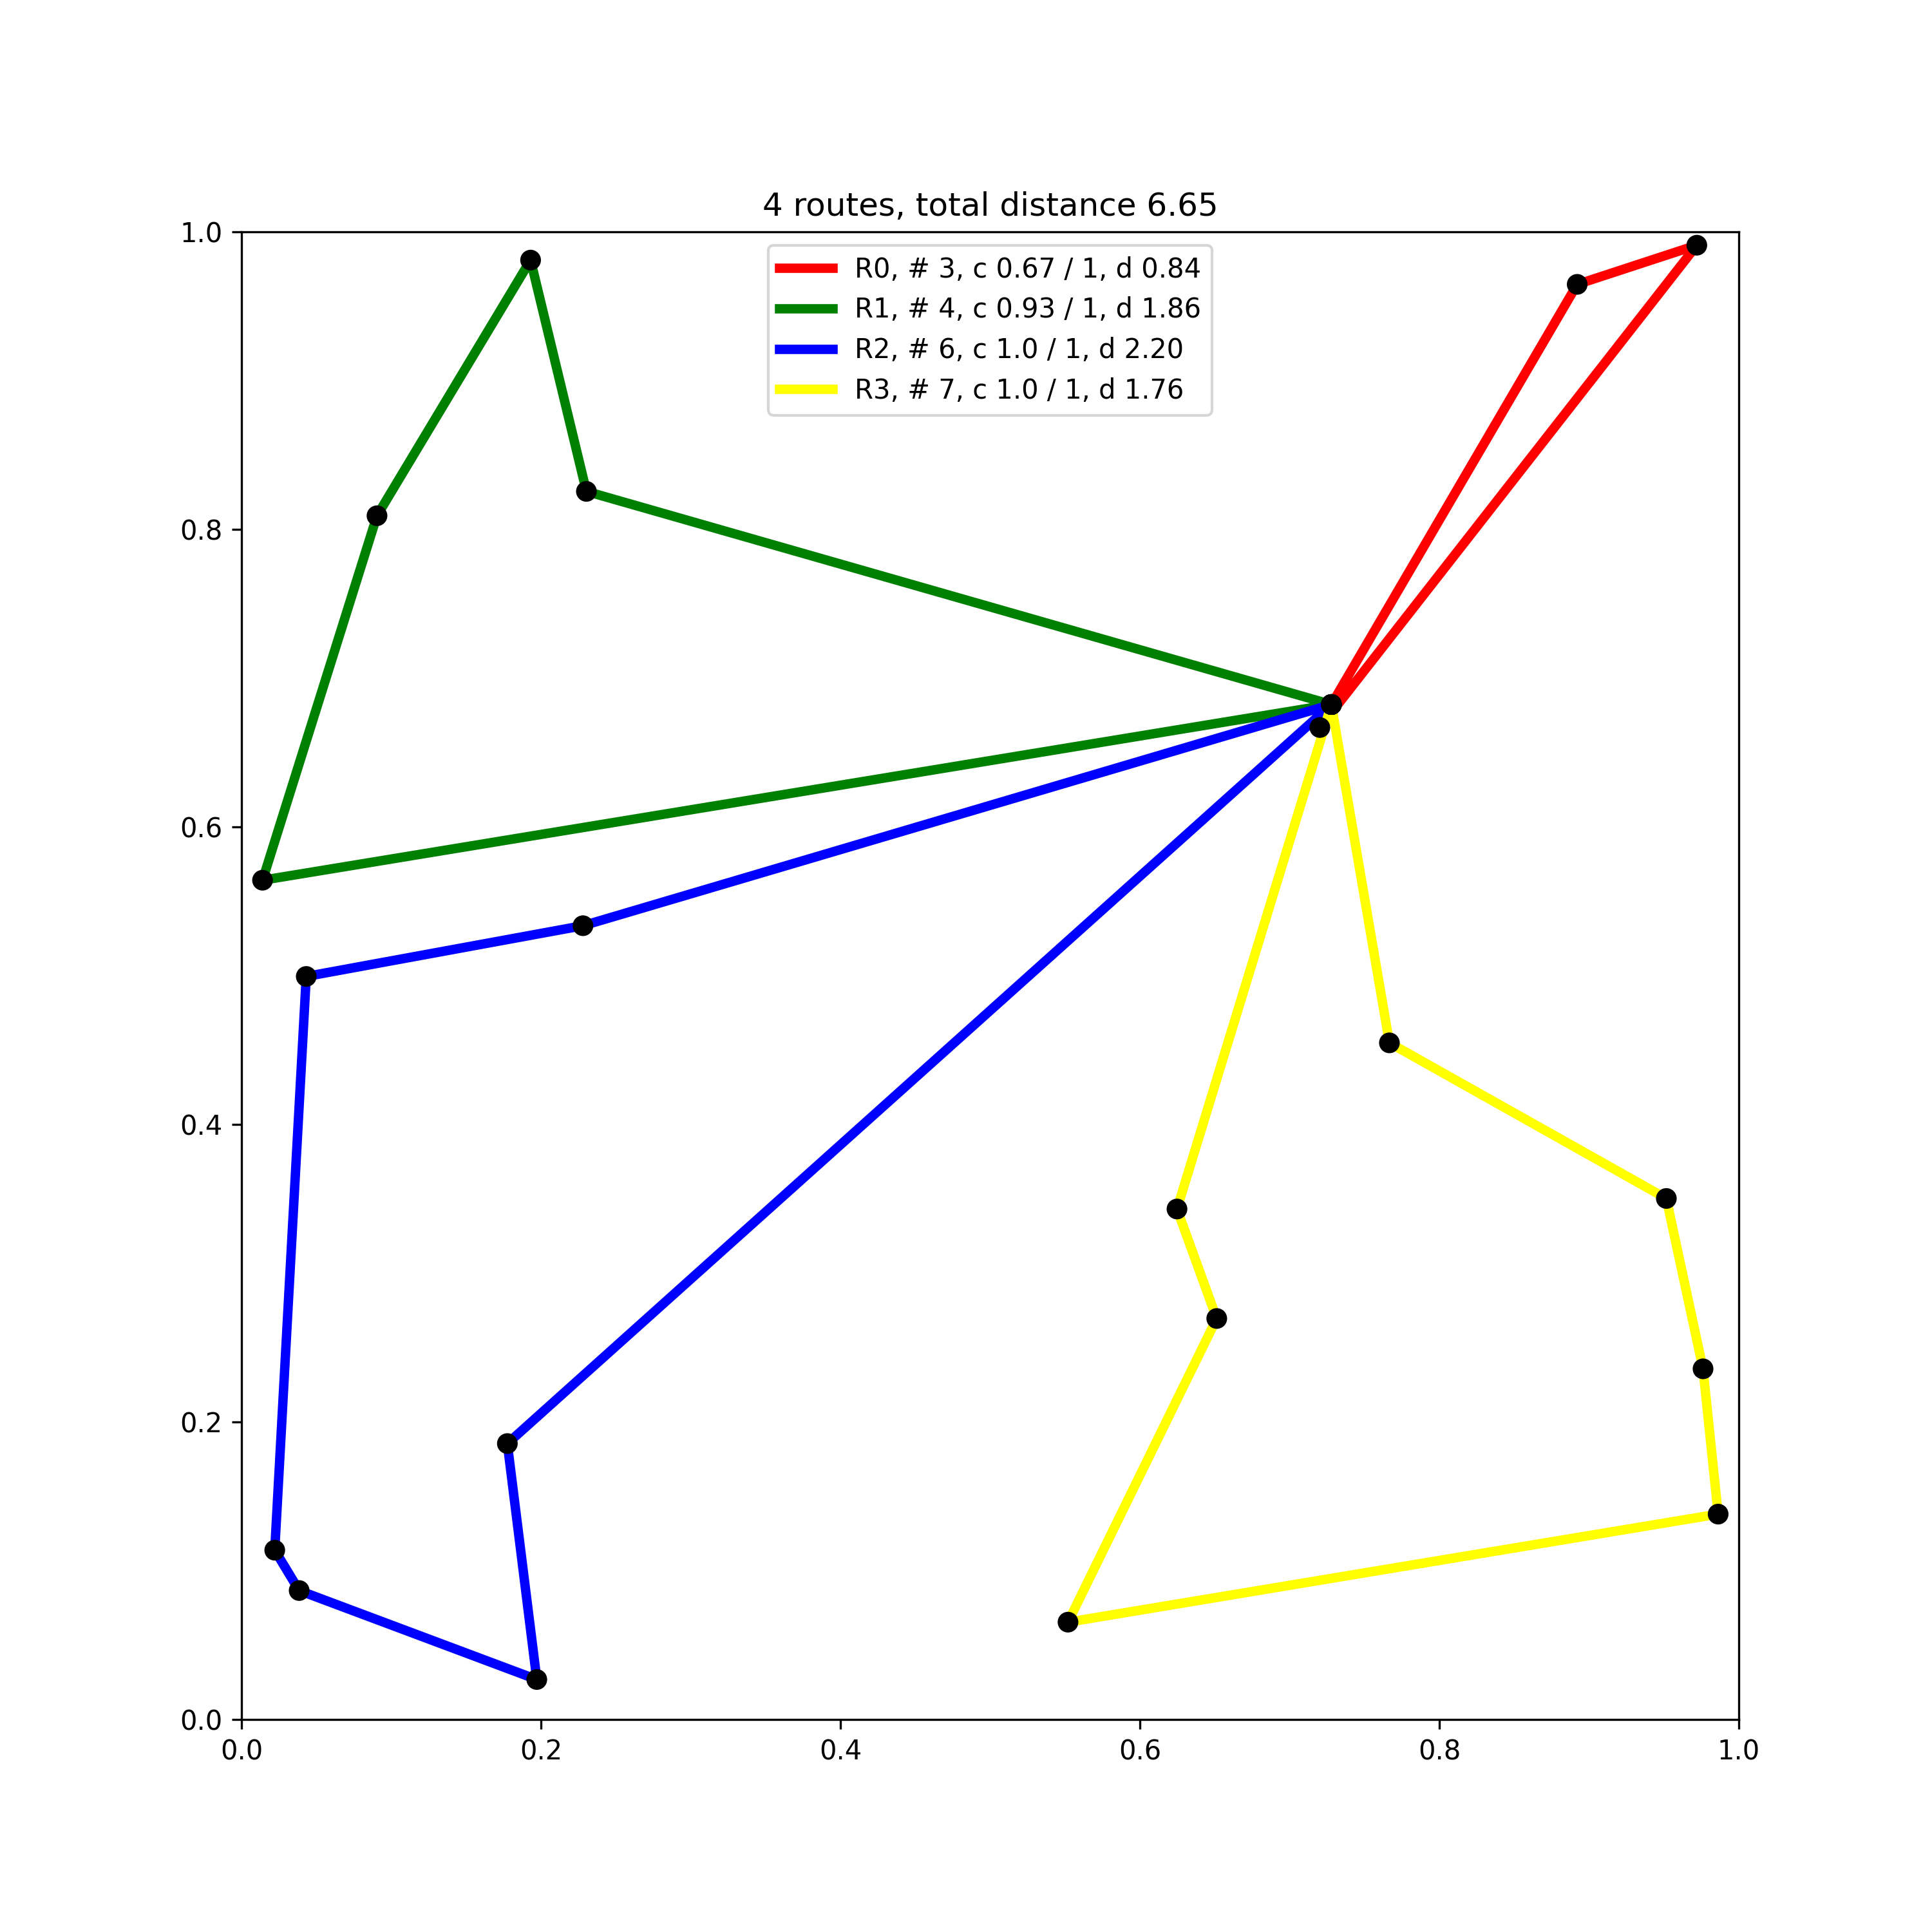 4 routes, total distance 6.65
1.0
R0, # 3, c 0.67 / 1, d 0.84
R1, # 4, c 0.93 / 1, d 1.86
R2, # 6, c 1.0 / 1, d 2.20
R3, # 7, c 1.0 / 1, d 1.76
0.8
0.6
0.4
0.2
0.0
0.0 0.2 0.4 0.6 0.8 1.0